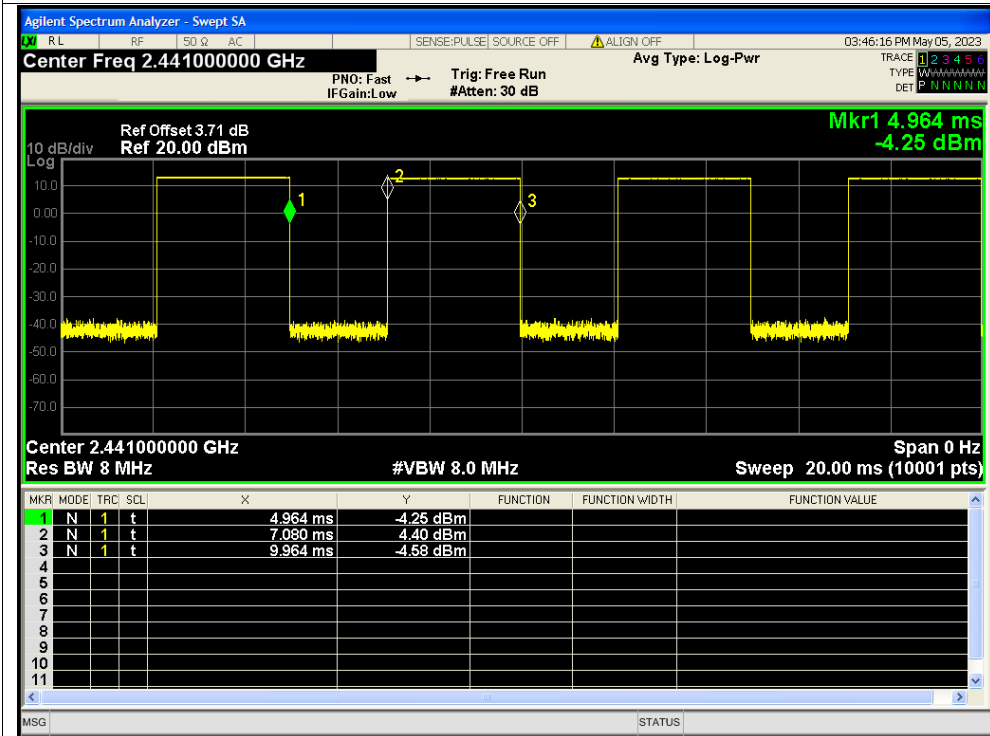 Agilent Spectrum Analyzer - Swept SA
LXI RL RF 50 Ω AC SENSE:PULSE SOURCE OFF ALIGN OFF 03:46:16 PM May 05, 2023
Center Freq 2.441000000 GHz
PNO: Fast
IFGain:Low
Trig: Free Run
#Atten: 30 dB
Avg Type: Log-Pwr
TRACE 1 2 3 4 5 6
TYPE W
DET P N N N N N
Mkr1 4.964 ms
-4.25 dBm
Ref Offset 3.71 dB
10 dB/div Ref 20.00 dBm
Log
10.0
0.00
-10.0
-20.0
-30.0
-40.0
-50.0
-60.0
-70.0
1
2
3
Center 2.441000000 GHz Span 0 Hz
Res BW 8 MHz #VBW 8.0 MHz Sweep 20.00 ms (10001 pts)
MKR MODE TRC SCL X Y FUNCTION FUNCTION WIDTH FUNCTION VALUE
1 N 1 t 4.964 ms -4.25 dBm
2 N 1 t 7.080 ms 4.40 dBm
3 N 1 t 9.964 ms -4.58 dBm
4
5
6
7
8
9
10
11
MSG STATUS